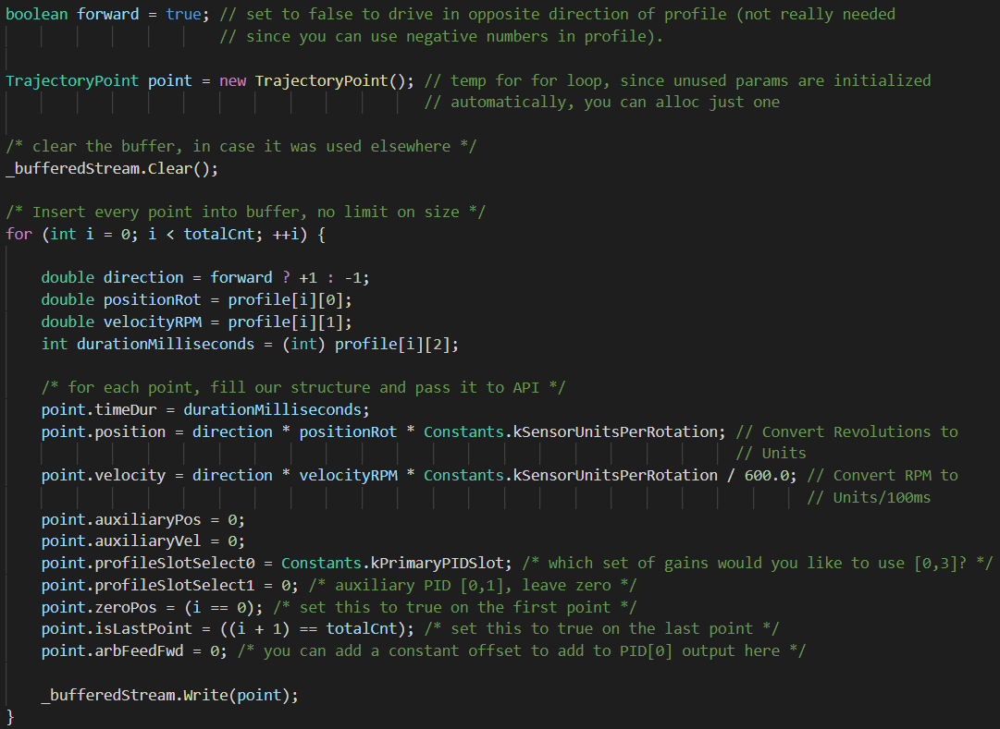 boolean forward = true; // set to false to drive in opposite direction of profile (not really needed
// since you can use negative numbers in profile).
TrajectoryPoint point = new TrajectoryPoint(); // temp for for loop, since unused params are initialized
// automatically, you can alloc just one
/* clear the buffer, in case it was used elsewhere */
_bufferedStream.Clear();
/* Insert every point into buffer, no limit on size */
for (int i = 0; i < totalCnt; ++i) {
double direction = forward ? +1 : -1;
double positionRot = profile[i][0];
double velocityRPM = profile[i][1];
int durationMilliseconds = (int) profile[i][2];
/* for each point, fill our structure and pass it to API */
point.timeDur = durationMilliseconds;
point.position = direction * positionRot * Constants.kSensorUnitsPerRotation; // Convert Revolutions to
// Units
point.velocity = direction * velocityRPM * Constants.kSensorUnitsPerRotation / 600.0; // Convert RPM to
// Units/100ms
point.auxiliaryPos = 0;
point.auxiliaryVel = 0;
point.profileSlotSelect0 = Constants.kPrimaryPIDSlot; /* which set of gains would you like to use [0,3]? */
point.profileSlotSelect1 = 0; /* auxiliary PID [0,1], leave zero */
point.zeroPos = (i == 0); /* set this to true on the first point */
point.isLastPoint = ((i + 1) == totalCnt); /* set this to true on the last point */
point.arbFeedFwd = 0; /* you can add a constant offset to add to PID[0] output here */
_bufferedStream.Write(point);
}